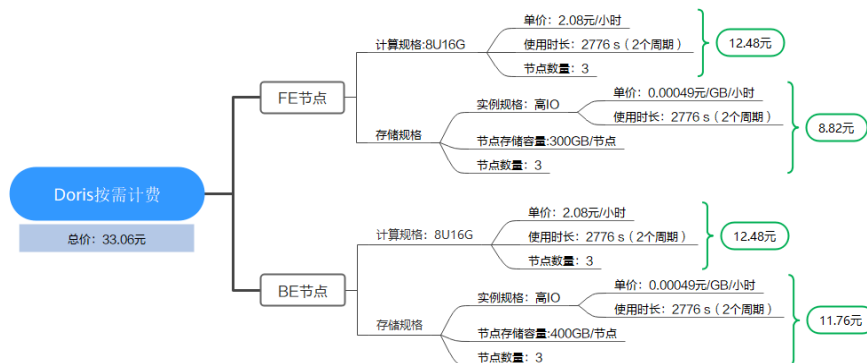 Doris按需计费
总价：33.06元
FE节点
计算规格:8U16G
单价：2.08元/小时
使用时长：2776 s（2个周期）
节点数量：3
12.48元
存储规格
实例规格：高IO
单价：0.00049元/GB/小时
使用时长：2776 s（2个周期）
节点存储容量:300GB/节点
节点数量：3
8.82元
BE节点
计算规格：8U16G
单价：2.08元/小时
使用时长：2776 s（2个周期）
节点数量：3
12.48元
存储规格
实例规格：高IO
单价：0.00049元/GB/小时
使用时长：2776 s（2个周期）
节点存储容量:400GB/节点
节点数量：3
11.76元